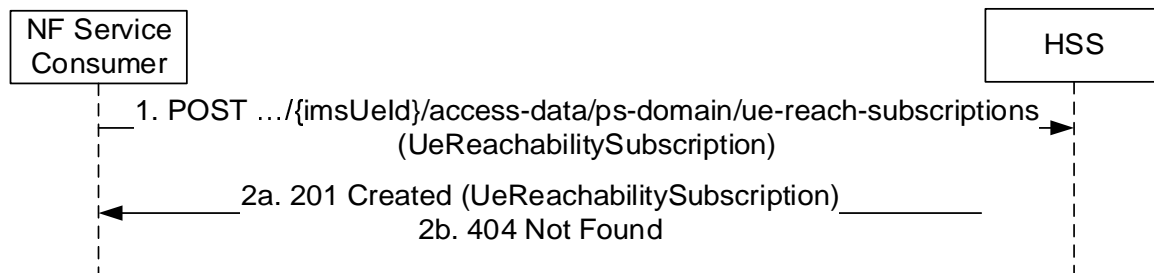 NF Service
Consumer
HSS
1. POST …/{imsUeId}/access-data/ps-domain/ue-reach-subscriptions
(UeReachabilitySubscription)
2a. 201 Created (UeReachabilitySubscription)
2b. 404 Not Found